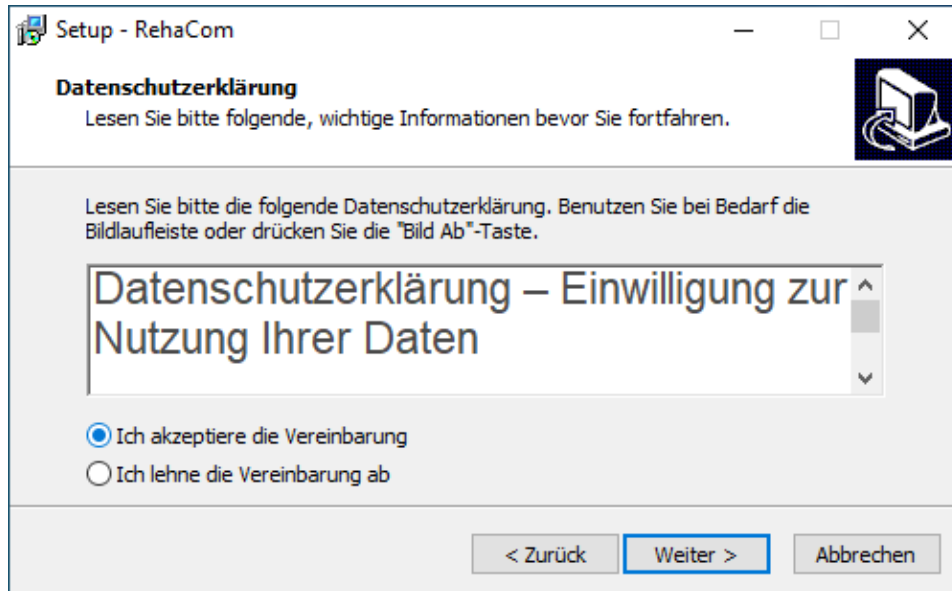 Setup - RehaCom
Datenschutzerklärung
Lesen Sie bitte folgende, wichtige Informationen bevor Sie fortfahren.
Lesen Sie bitte die folgende Datenschutzerklärung. Benutzen Sie bei Bedarf die
Bildlaufleiste oder drücken Sie die "Bild Ab"-Taste.
Datenschutzerklärung – Einwilligung zur
Nutzung Ihrer Daten
Ich akzeptiere die Vereinbarung
Ich lehne die Vereinbarung ab
< Zurück
Weiter >
Abbrechen